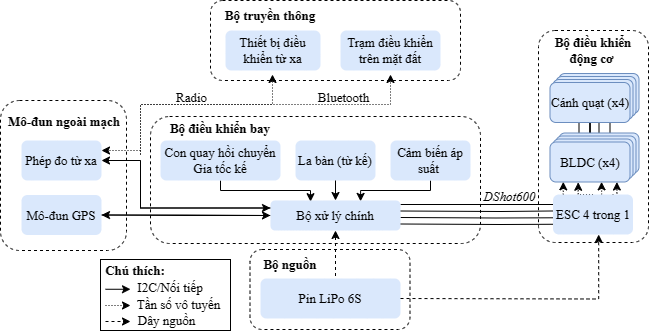 Bộ truyền thông
Thiết bị điều
khiển từ xa
Trạm điều khiển
trên mặt đất
Radio
Bluetooth
Bộ điều khiển
động cơ
Cánh quạt (x4)
BLDC (x4)
ESC 4 trong 1
Mô-đun ngoài mạch
Phép đo từ xa
Mô-đun GPS
Bộ điều khiển bay
Con quay hồi chuyển
Gia tốc kế
La bàn (từ kế)
Cảm biến áp
suất
Bộ xử lý chính
DShot600
Bộ nguồn
Pin LiPo 6S
Chú thích:
I2C/Nối tiếp
Tần số vô tuyến
Dây nguồn